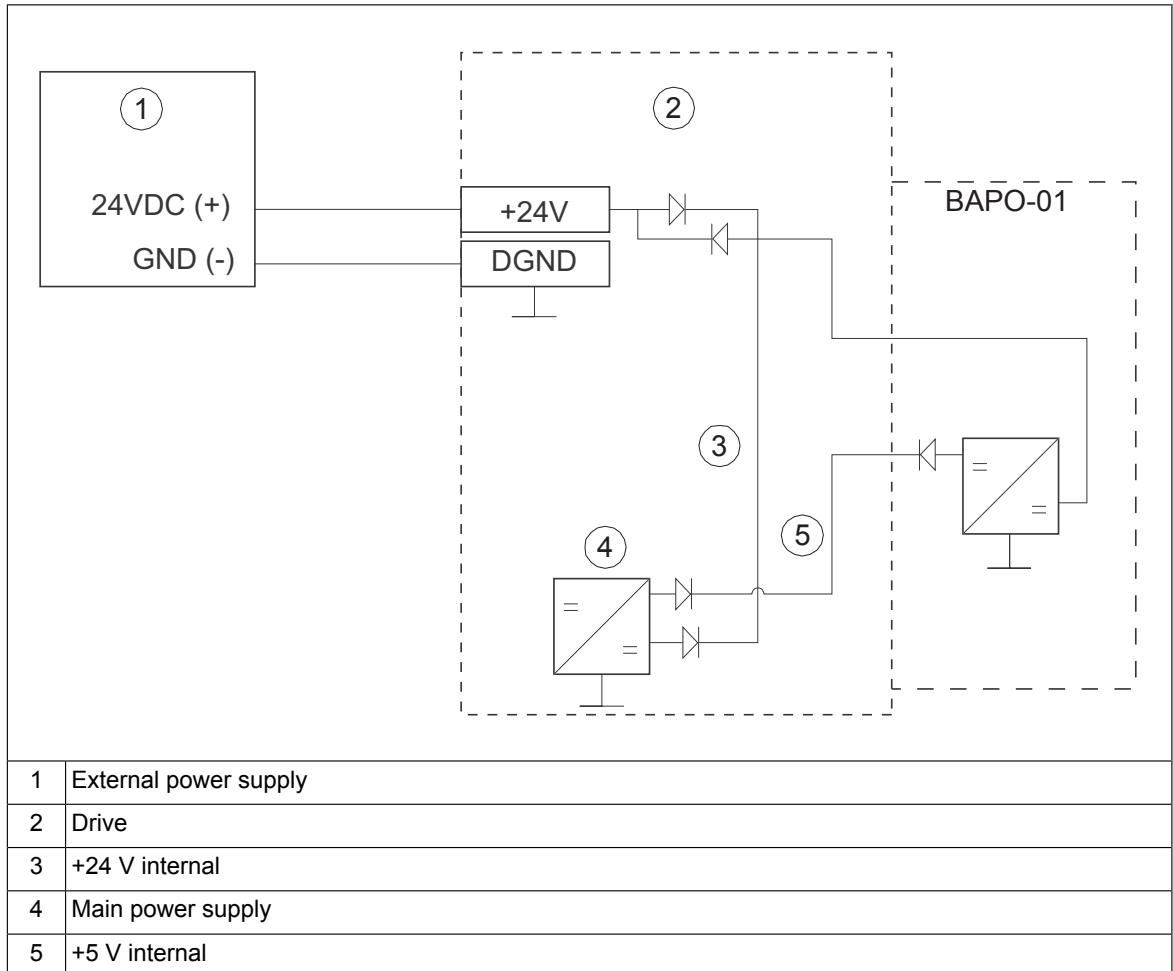 1
2
24VDC (+)
+24V
BAPO-01
GND (-)
DGND
3
5
4
1 External power supply
2 Drive
3 +24 V internal
4 Main power supply
5 +5 V internal